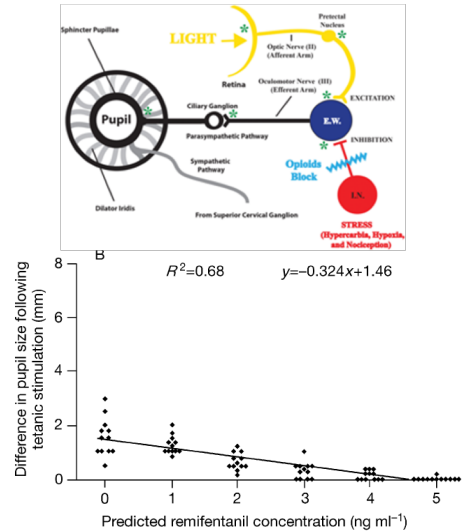 Sphincter Pupillae
LIGHT
Pretectal
Nucleus
Optic Nerve (II)
(Afferent Arm)
Retina
Oculomotor Nerve (III)
(Efferent Arm)
Ciliary Ganglion
EXCITATION
Pupil
E.W.
Parasympathetic Pathway
INHIBITION
Sympathetic
Pathway
Opioids
Block
I.N.
Dilator Iridis
From Superior Cervical Ganglion
STRESS
(Hypercarbia, Hypoxia,
and Nociception)
B
R²=0.68
y=−0.324x+1.46
Difference in pupil size following
tetanic stimulation (mm)
8
6
4
2
0
0 1 2 3 4 5
Predicted remifentanil concentration (ng ml⁻¹)